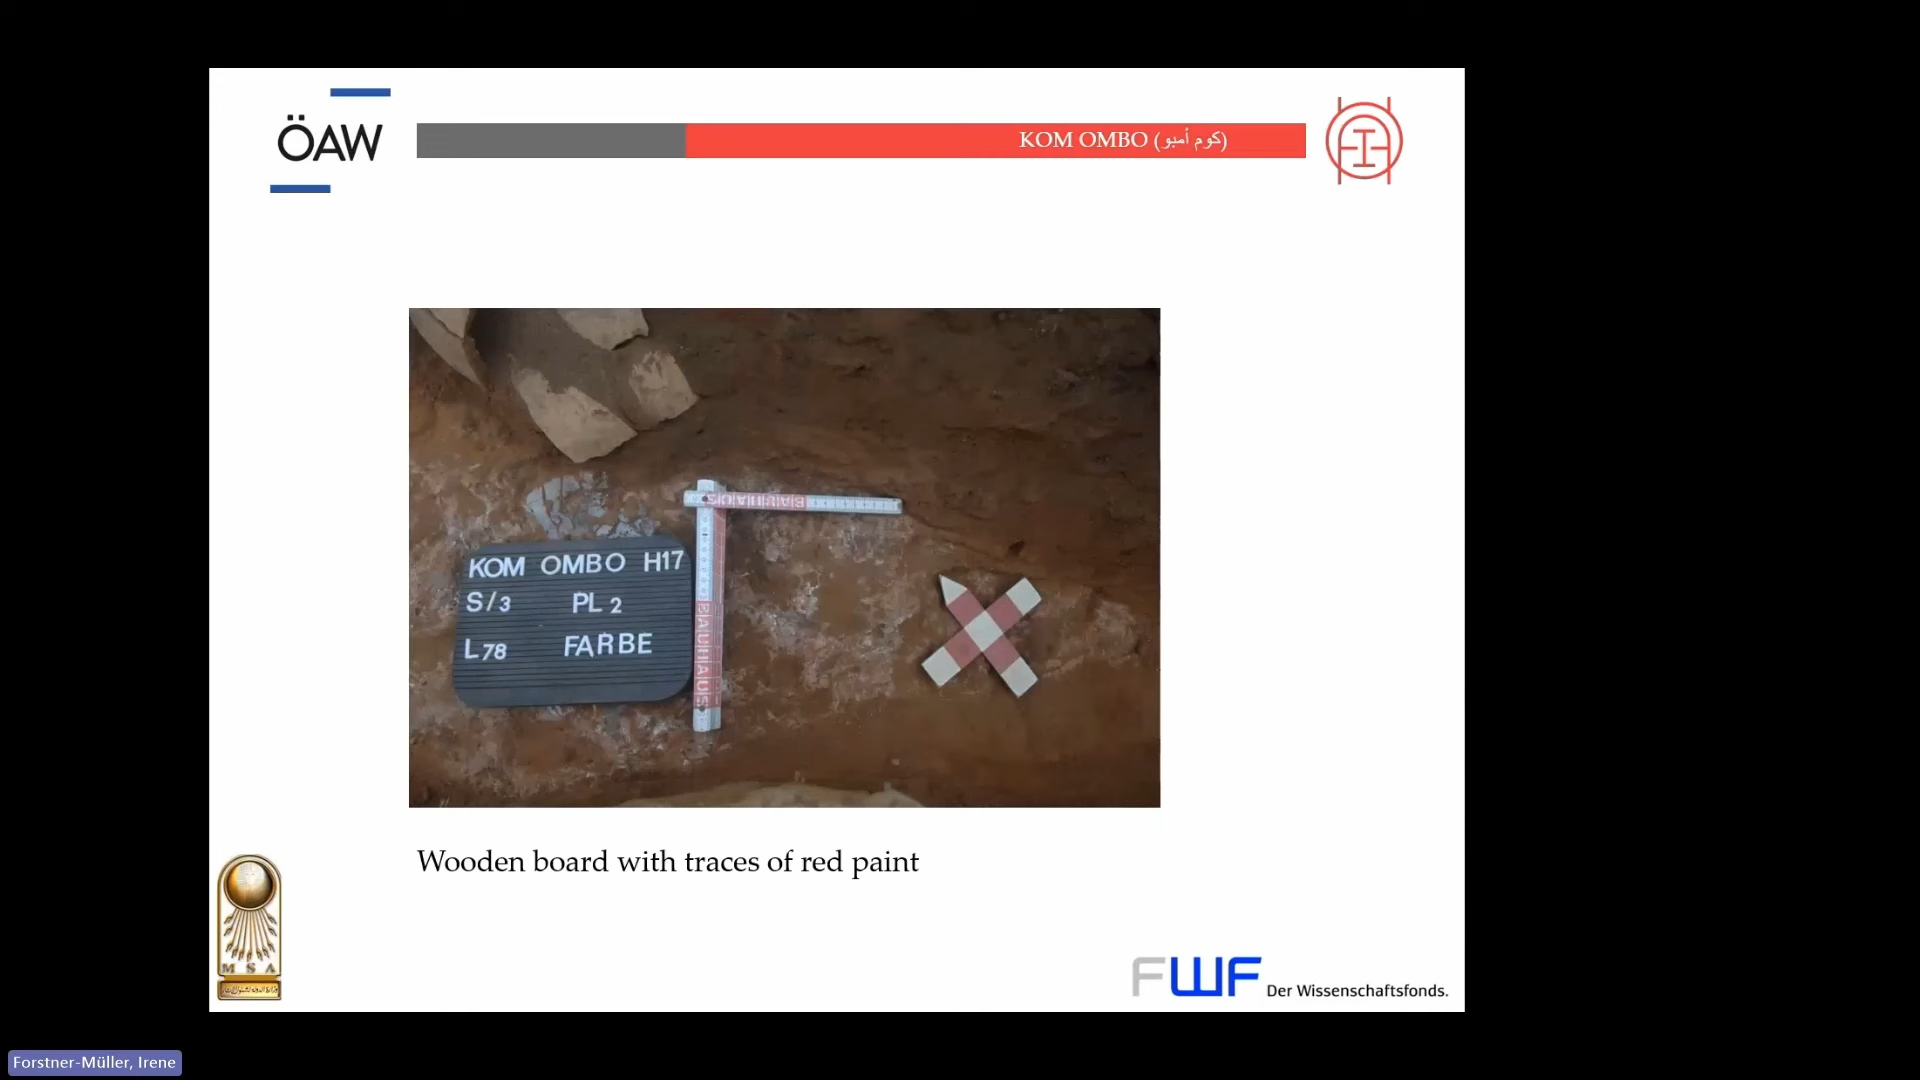 ÖAW
KOM OMBO (كوم أمبو)
BAUHAUS
KOM OMBO H17
S/3 PL 2
L78 FARBE
BAUHAUS
Wooden board with traces of red paint
M S A
FWF Der Wissenschaftsfonds.
Forstner-Müller, Irene